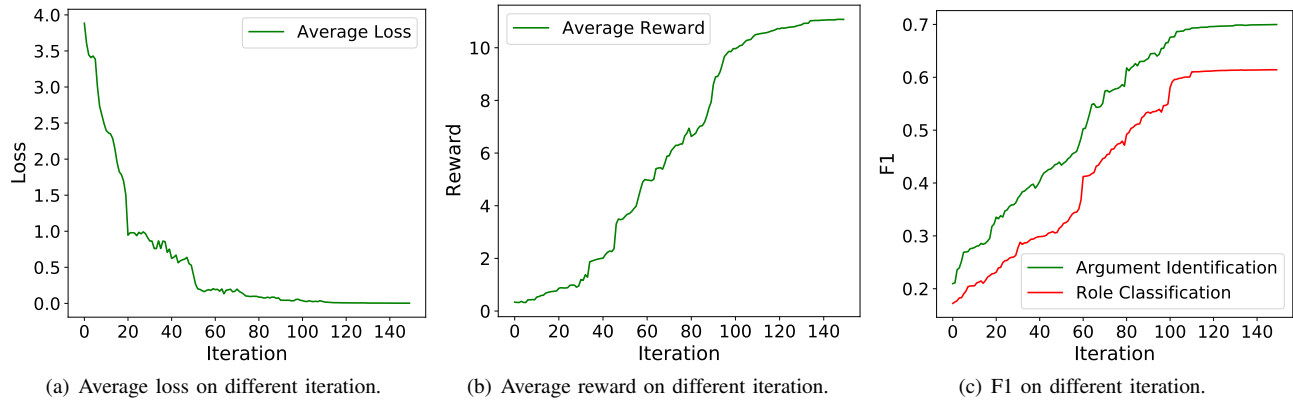 4.0
3.5
3.0
2.5
2.0
1.5
1.0
0.5
0.0
Loss
Average Loss
0 20 40 60 80 100 120 140
Iteration
(a) Average loss on different iteration.
10
8
6
4
2
0
Reward
Average Reward
0 20 40 60 80 100 120 140
Iteration
(b) Average reward on different iteration.
0.7
0.6
0.5
0.4
0.3
0.2
F1
Argument Identification
Role Classification
0 20 40 60 80 100 120 140
Iteration
(c) F1 on different iteration.